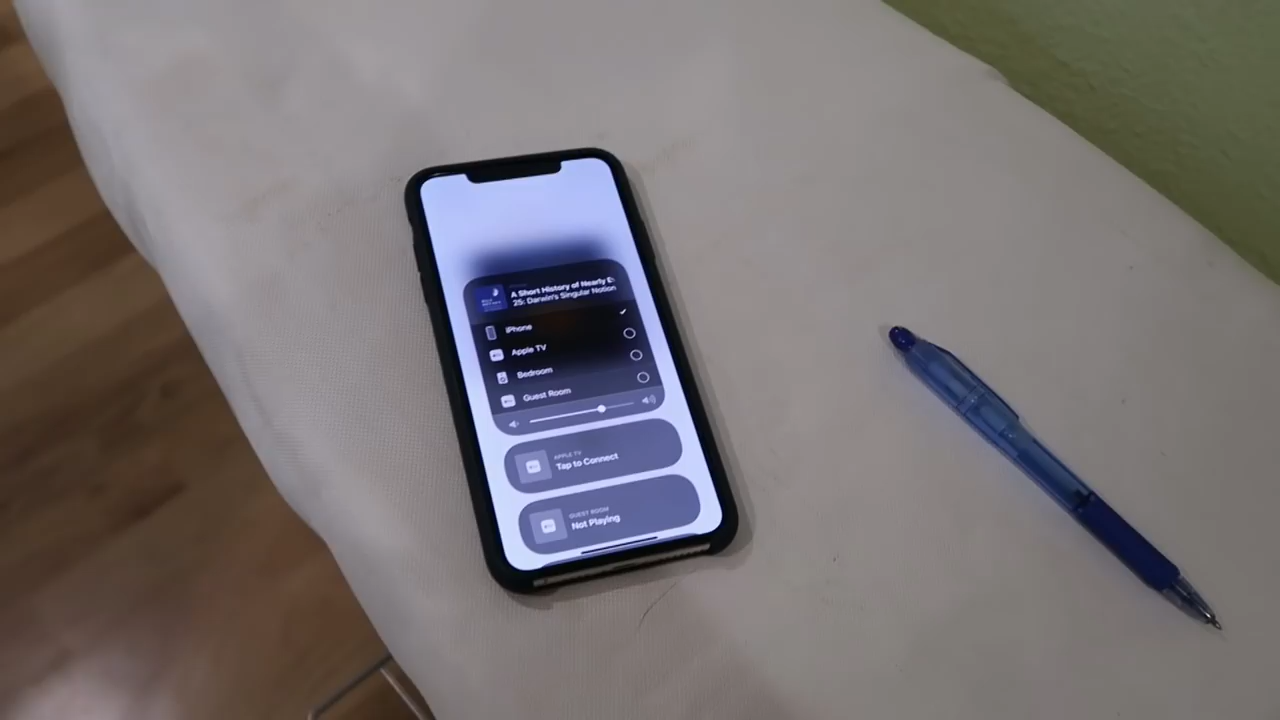 A Short History of Nearly E
25: Darwin's Singular Notion
iPhone
Apple TV
Bedroom
Guest Room
APPLE TV
Tap to Connect
GUEST ROOM
Not Playing